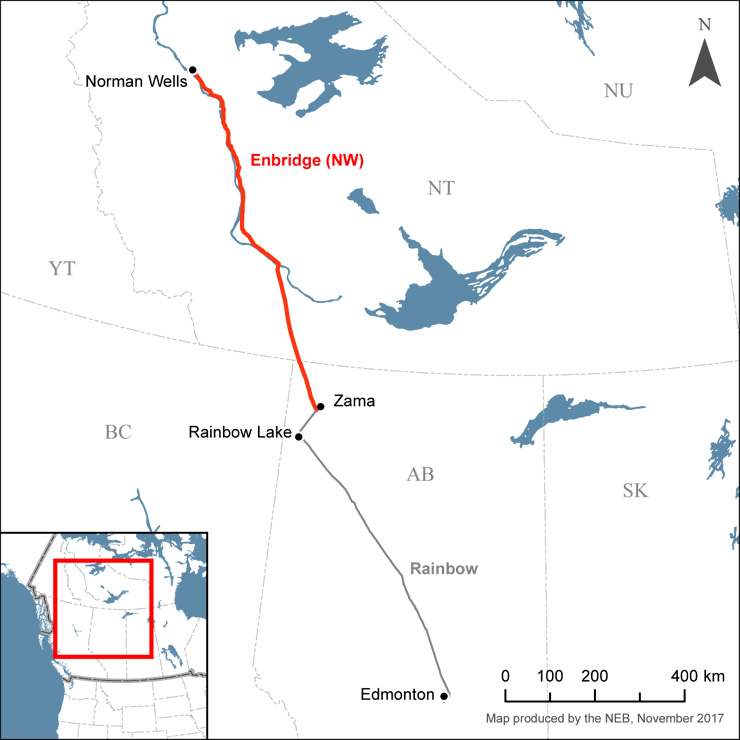 N
Norman Wells
NU
Enbridge (NW)
NT
YT
Zama
Rainbow Lake
BC
AB
SK
Rainbow
0 100 200 400 km
Edmonton
Map produced by the NEB, November 2017